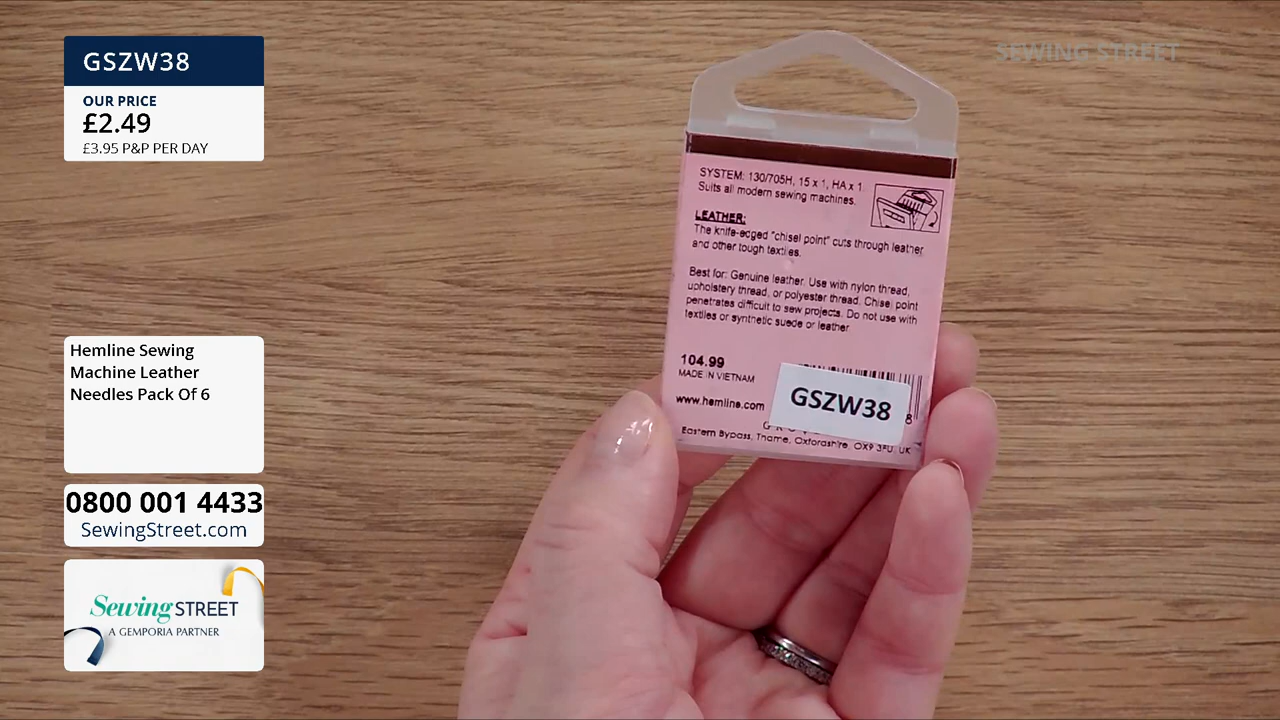 GSZW38
OUR PRICE
£2.49
£3.95 P&P PER DAY
Hemline Sewing
Machine Leather
Needles Pack Of 6
0800 001 4433
SewingStreet.com
Sewing STREET
A GEMPORIA PARTNER
SEWING STREET
SYSTEM: 130/705H, 15 x 1, HA x 1
Suits all modern sewing machines.
LEATHER:
The knife-edged "chisel point" cuts through leather
and other tough textiles.
Best for: Genuine leather. Use with nylon thread,
upholstery thread, or polyester thread. Chisel point
penetrates difficult to sew projects. Do not use with
textiles or synthetic suede or leather
104.99
MADE IN VIETNAM
www.hemline.com
GSZW38
8
Eastern Bypass, Thame, Oxfordshire, OX9 3FU, UK